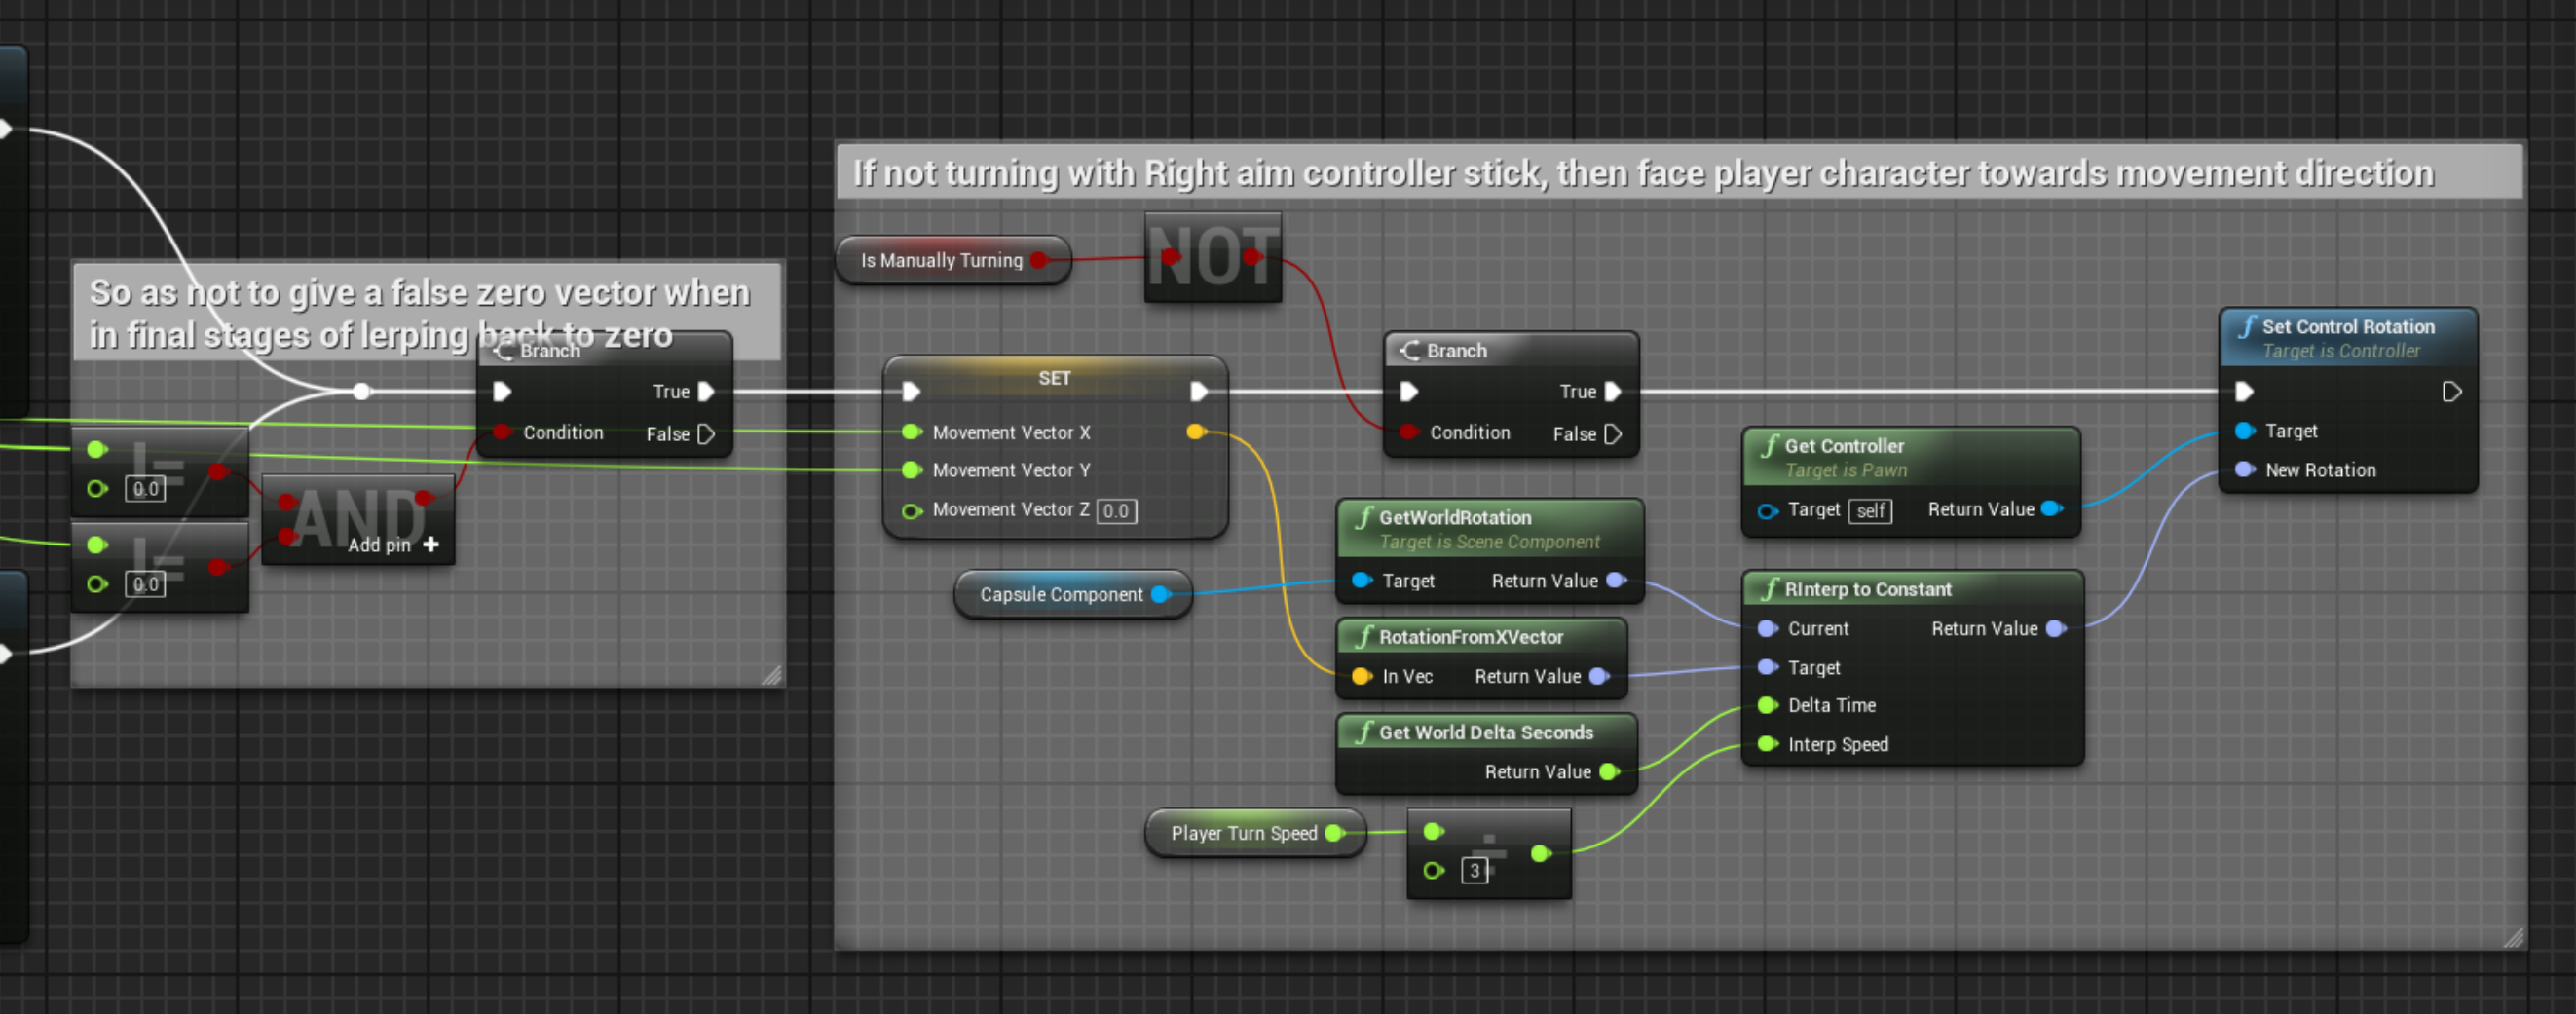 If not turning with Right aim controller stick, then face player character towards movement direction
Is Manually Turning
NOT
So as not to give a false zero vector when
in final stages of lerping back to zero
Branch
True
Condition
False
!=
0.0
!=
0.0
AND
Add pin +
SET
Movement Vector X
Movement Vector Y
Movement Vector Z 0.0
Branch
True
Condition
False
Capsule Component
f GetWorldRotation
Target is Scene Component
Target Return Value
f RotationFromXVector
In Vec Return Value
f Get World Delta Seconds
Return Value
Player Turn Speed
÷
3
f Get Controller
Target is Pawn
Target self Return Value
f RInterp to Constant
Current Return Value
Target
Delta Time
Interp Speed
f Set Control Rotation
Target is Controller
Target
New Rotation